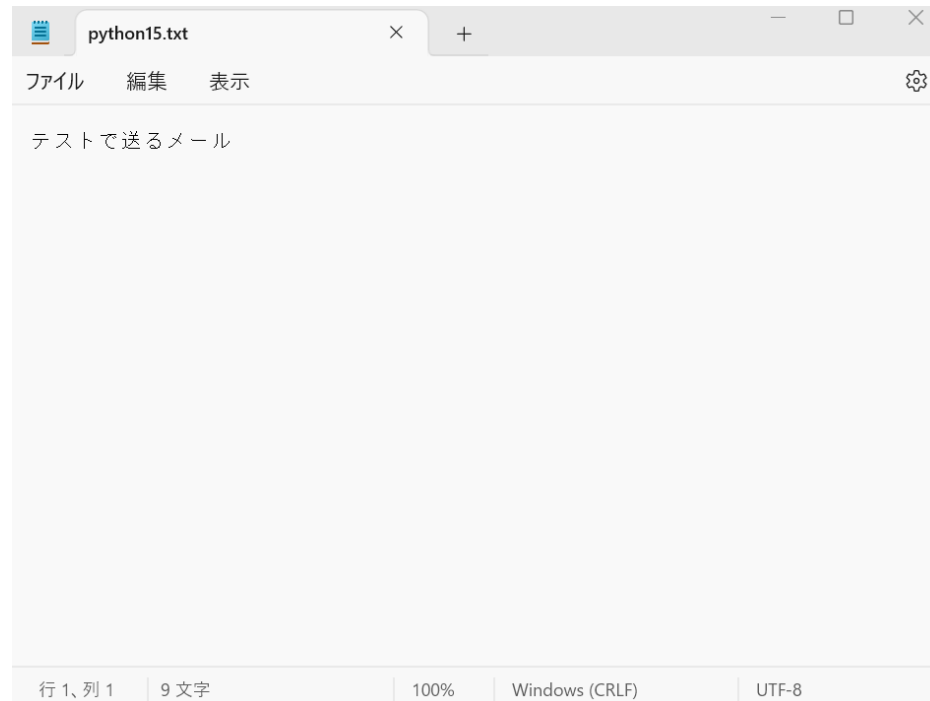 python15.txt
ファイル 編集 表示
テストで送るメール
行 1、列 1 9 文字 100% Windows (CRLF) UTF-8